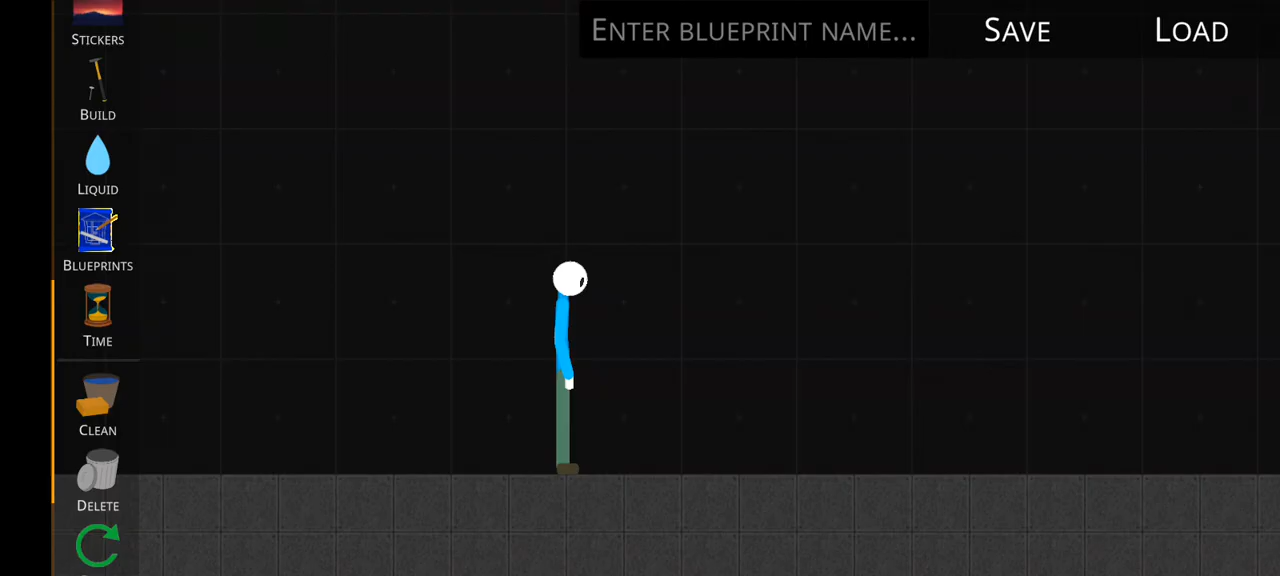 STICKERS
BUILD
LIQUID
BLUEPRINTS
TIME
CLEAN
DELETE
ENTER BLUEPRINT NAME...
SAVE
LOAD